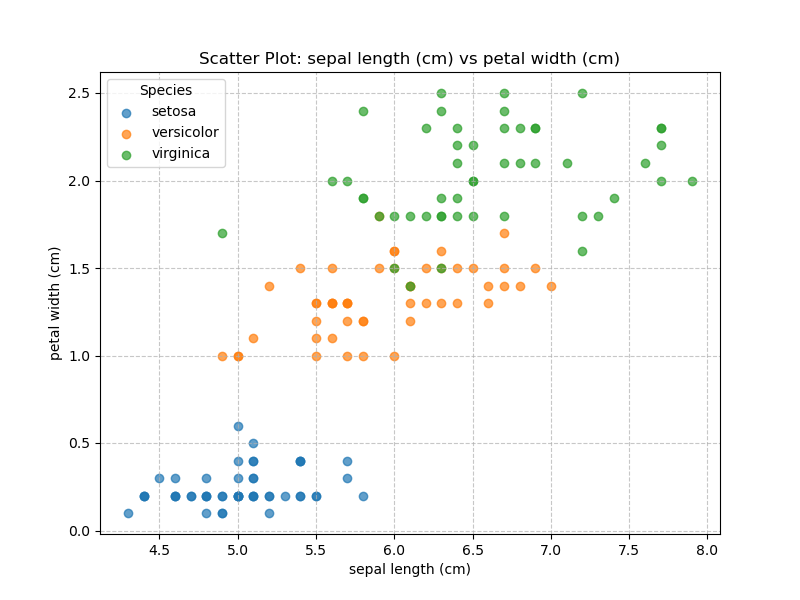 Scatter Plot: sepal length (cm) vs petal width (cm)
Species
setosa
versicolor
virginica
petal width (cm)
2.5
2.0
1.5
1.0
0.5
0.0
4.5 5.0 5.5 6.0 6.5 7.0 7.5 8.0
sepal length (cm)